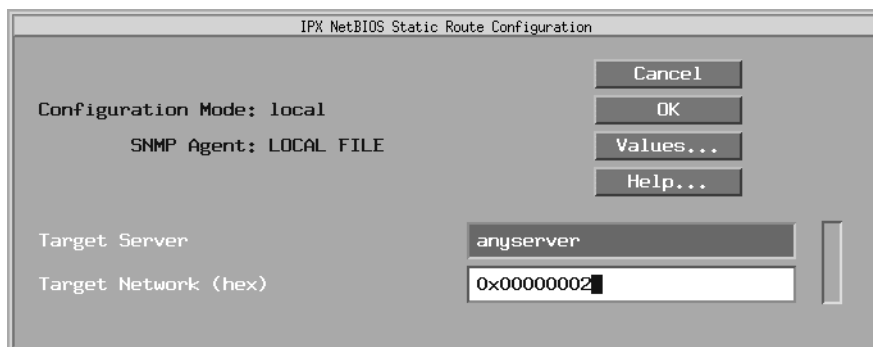 IPX NetBIOS Static Route Configuration
Cancel
Configuration Mode: local
OK
SNMP Agent: LOCAL FILE
Values...
Help...
Target Server
anyserver
Target Network (hex)
0x00000002